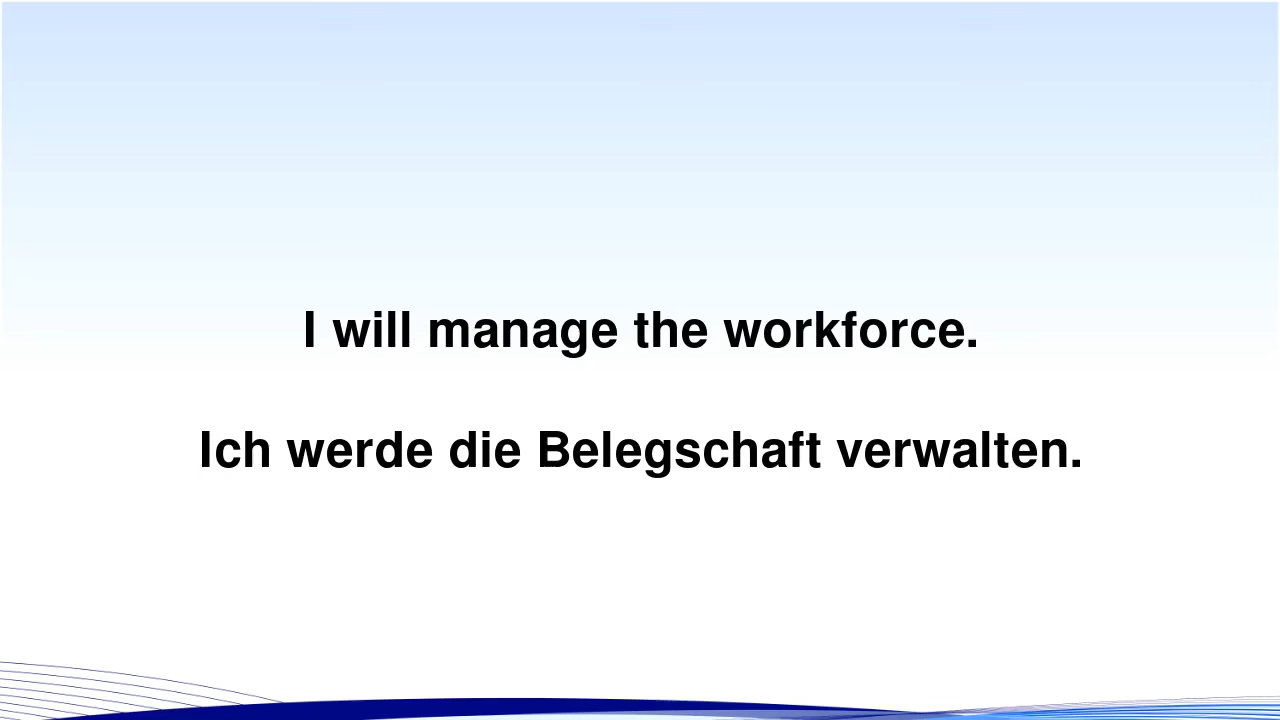 I will manage the workforce.
Ich werde die Belegschaft verwalten.